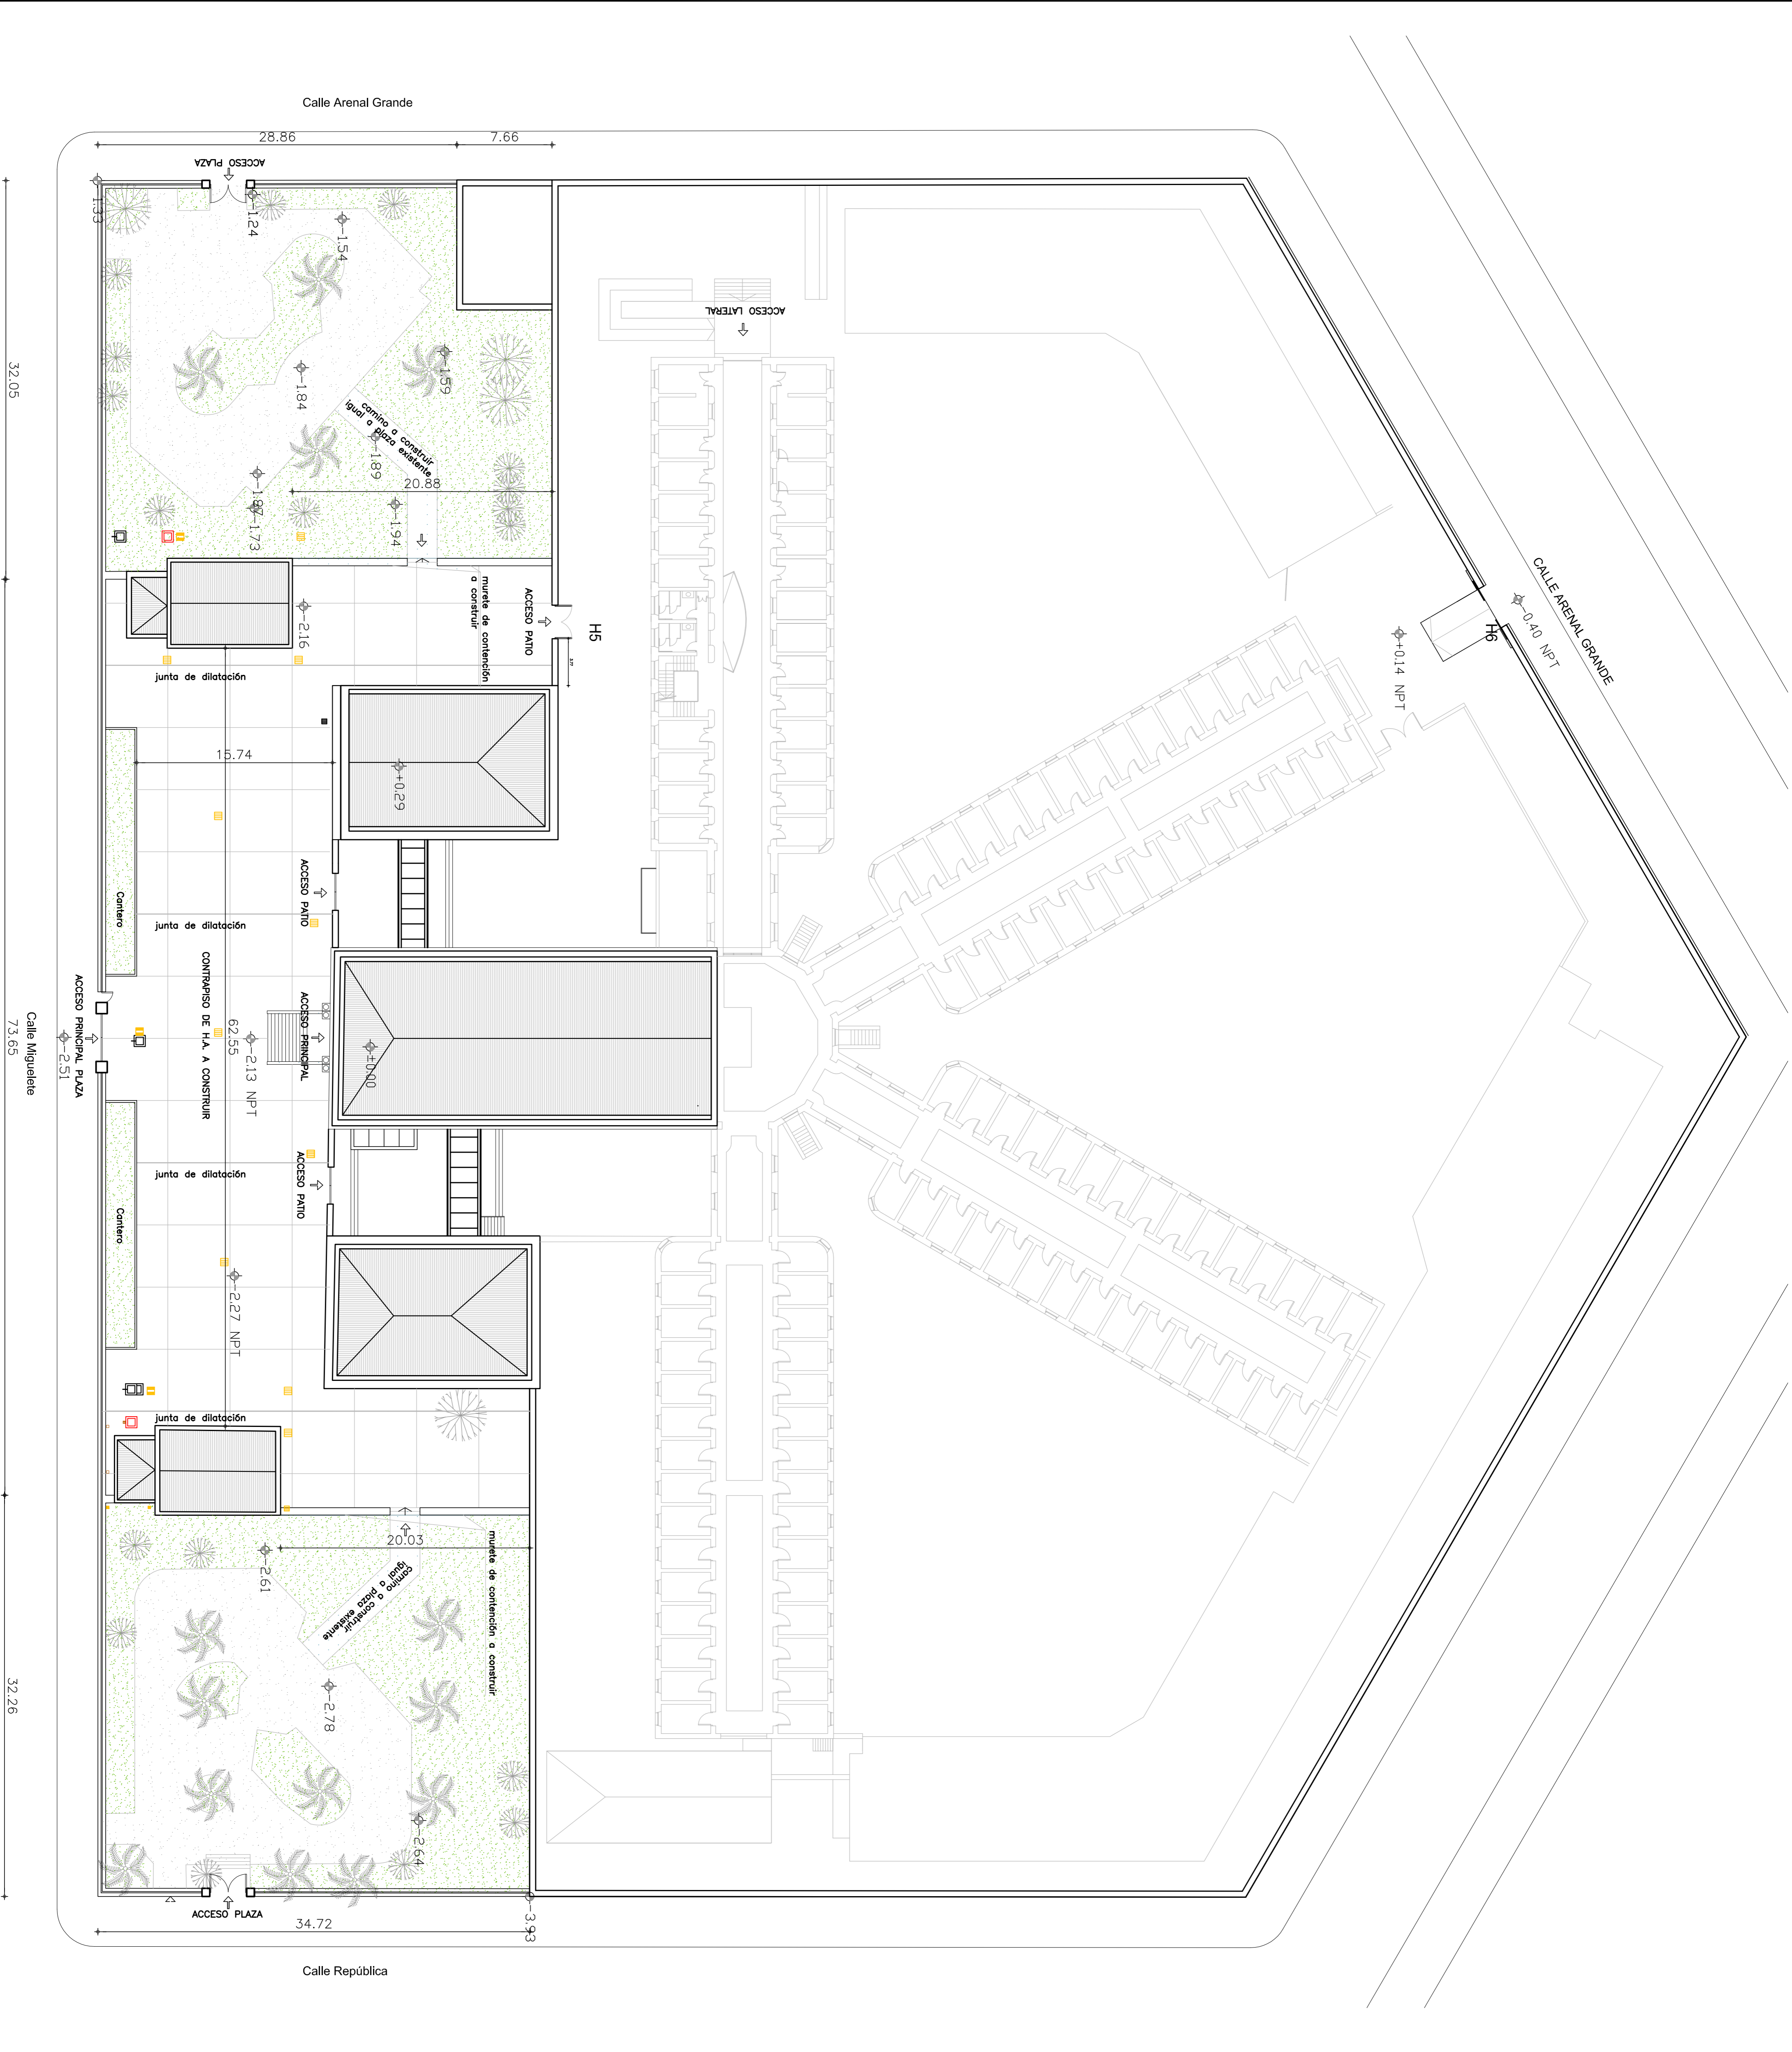 Calle Arenal Grande
28.86
7.66
ACCESO PLAZA
-1.33
-1.24
-1.54
ACCESO LATERAL
32.05
-1.84
-1.59
camino a construir
igual a plaza existente
-1.89
20.88
-1.87
-1.73
-1.94
murete de contención
a construir
ACCESO PATIO
H5
-2.16
junta de dilatación
CALLE ARENAL GRANDE
-0.40 NPT
H6
+0.14 NPT
15.74
+0.29
Cantero
ACCESO PATIO
junta de dilatación
CONTRAPISO DE H.A. A CONSTRUIR
62.55
-2.13 NPT
ACCESO PRINCIPAL
±0.00
ACCESO PRINCIPAL PLAZA
-2.51
Calle Miguelete
73.65
junta de dilatación
ACCESO PATIO
Cantero
-2.27 NPT
junta de dilatación
20.03
-2.61
camino a construir
igual a plaza existente
murete de contención a construir
32.26
-2.78
-2.64
ACCESO PLAZA
34.72
-3.93
Calle República